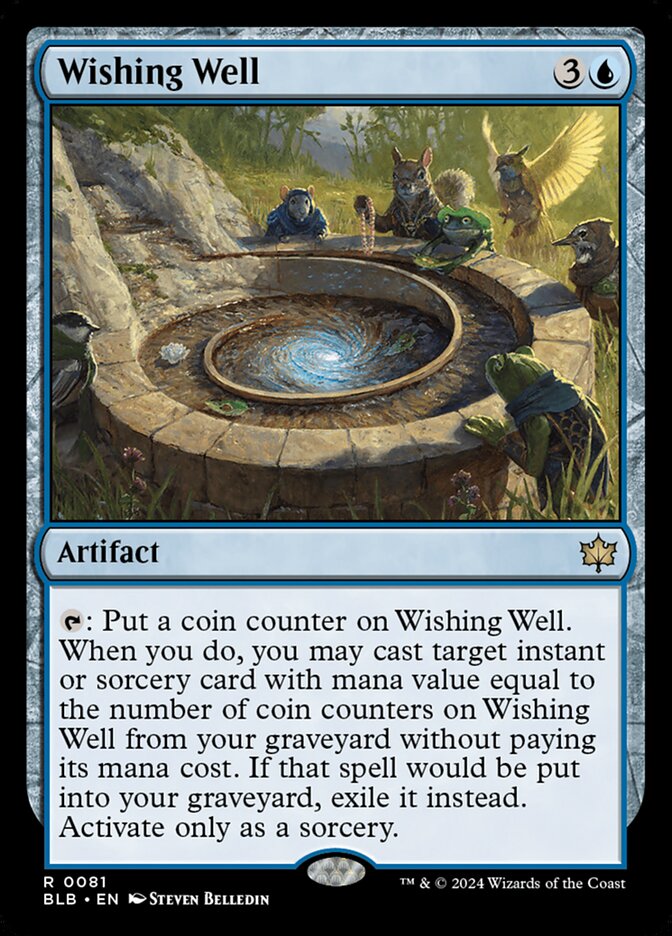 Wishing Well 3
Artifact
: Put a coin counter on Wishing Well.
When you do, you may cast target instant
or sorcery card with mana value equal to
the number of coin counters on Wishing
Well from your graveyard without paying
its mana cost. If that spell would be put
into your graveyard, exile it instead.
Activate only as a sorcery.
R 0081
BLB • EN Steven Belledin
™ & © 2024 Wizards of the Coast